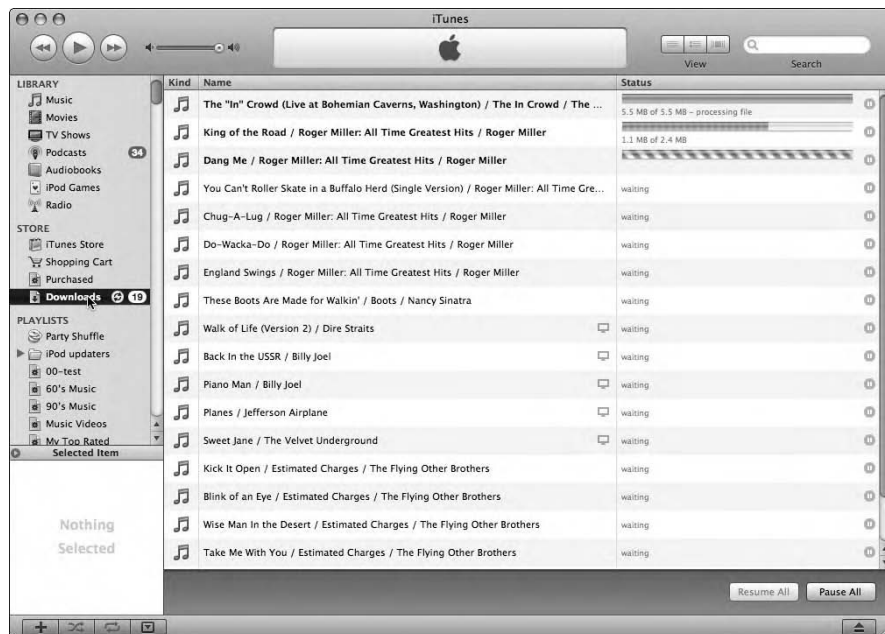 iTunes
View
Search
LIBRARY
Music
Movies
TV Shows
Podcasts 34
Audiobooks
iPod Games
Radio
STORE
iTunes Store
Shopping Cart
Purchased
Downloads 19
PLAYLISTS
Party Shuffle
iPod updaters
00-test
60's Music
90's Music
Music Videos
My Top Rated
Selected Item
Nothing
Selected
Kind Name Status
The "In" Crowd (Live at Bohemian Caverns, Washington) / The In Crowd / The ...
5.5 MB of 5.5 MB - processing file
King of the Road / Roger Miller: All Time Greatest Hits / Roger Miller
1.1 MB of 2.4 MB
Dang Me / Roger Miller: All Time Greatest Hits / Roger Miller
You Can't Roller Skate in a Buffalo Herd (Single Version) / Roger Miller: All Time Gre... waiting
Chug-A-Lug / Roger Miller: All Time Greatest Hits / Roger Miller waiting
Do-Wacka-Do / Roger Miller: All Time Greatest Hits / Roger Miller waiting
England Swings / Roger Miller: All Time Greatest Hits / Roger Miller waiting
These Boots Are Made for Walkin' / Boots / Nancy Sinatra waiting
Walk of Life (Version 2) / Dire Straits waiting
Back In the USSR / Billy Joel waiting
Piano Man / Billy Joel waiting
Planes / Jefferson Airplane waiting
Sweet Jane / The Velvet Underground waiting
Kick It Open / Estimated Charges / The Flying Other Brothers waiting
Blink of an Eye / Estimated Charges / The Flying Other Brothers waiting
Wise Man In the Desert / Estimated Charges / The Flying Other Brothers waiting
Take Me With You / Estimated Charges / The Flying Other Brothers waiting
Resume All Pause All